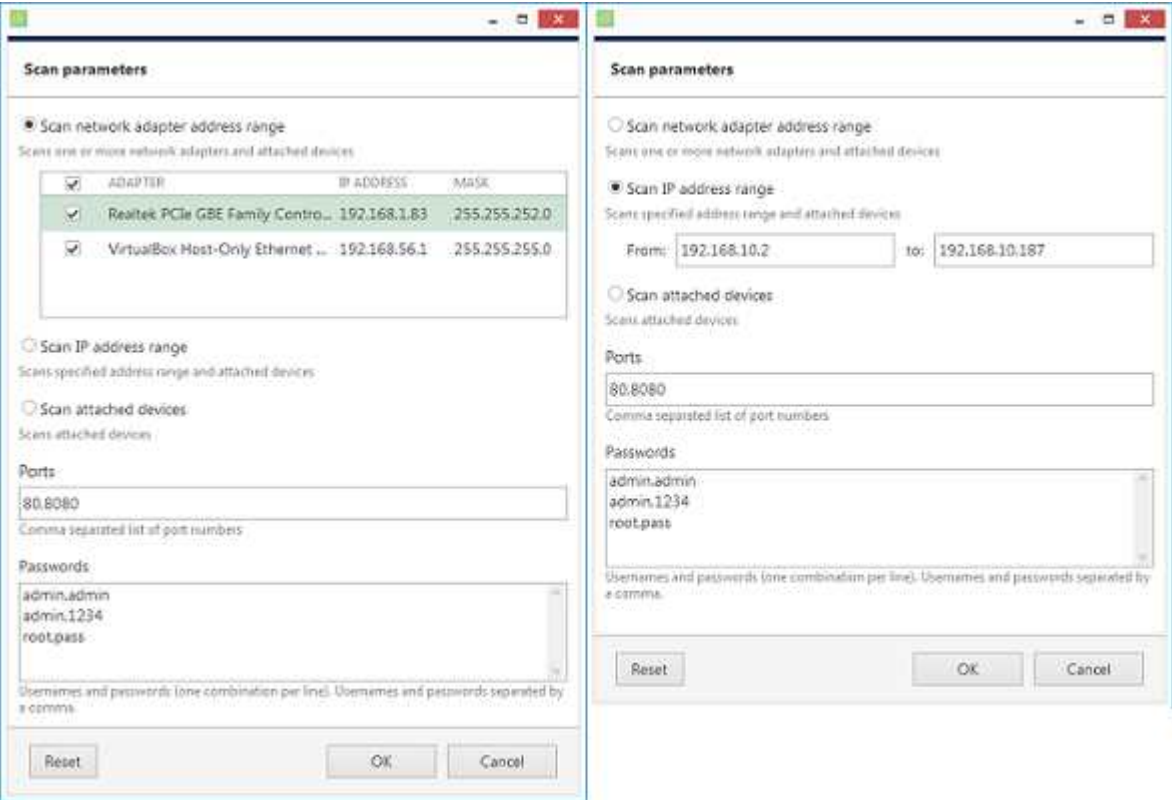 Scan parameters
Scan network adapter address range
Scans one or more network adapters and attached devices
ADAPTER IP ADDRESS MASK
Realtek PCIe GBE Family Contro... 192.168.1.83 255.255.252.0
VirtualBox Host-Only Ethernet ... 192.168.56.1 255.255.255.0
Scan IP address range
Scans specified address range and attached devices
Scan attached devices
Scans attached devices
Ports
80,8080
Comma separated list of port numbers
Passwords
admin,admin
admin,1234
root,pass
Usernames and passwords (one combination per line). Usernames and passwords separated by
a comma.
Reset OK Cancel
Scan parameters
Scan network adapter address range
Scans one or more network adapters and attached devices
Scan IP address range
Scans specified address range and attached devices
From: 192.168.10.2 to: 192.168.10.187
Scan attached devices
Scans attached devices
Ports
80,8080
Comma separated list of port numbers
Passwords
admin,admin
admin,1234
root,pass
Usernames and passwords (one combination per line). Usernames and passwords separated by
a comma.
Reset OK Cancel